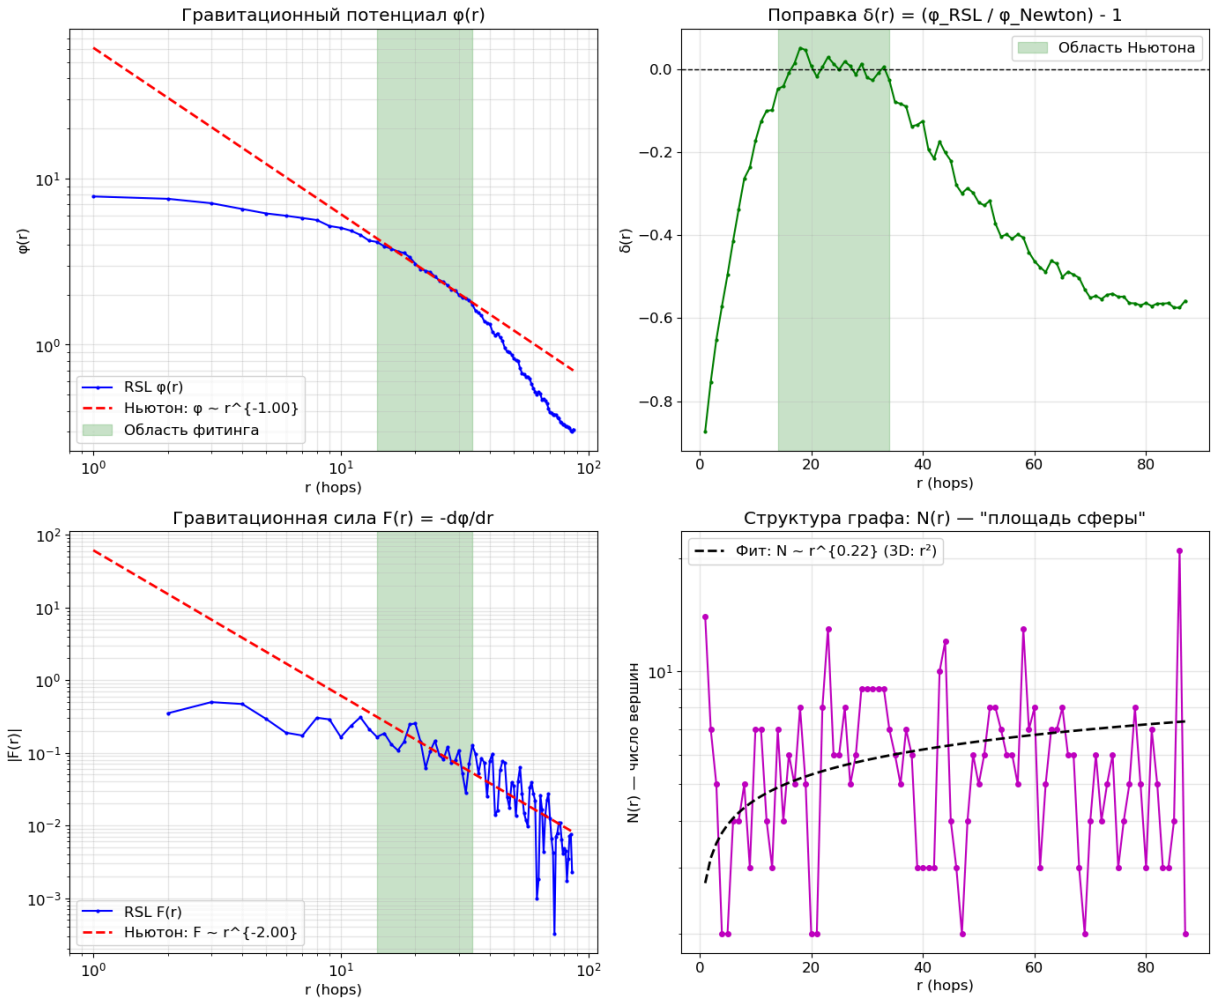 Гравитационный потенциал φ(r)
φ(r)
10¹
10⁰
RSL φ(r)
Ньютон: φ ~ r^{-1.00}
Область фитинга
10⁰
10¹
10²
r (hops)
Поправка δ(r) = (φ_RSL / φ_Newton) - 1
δ(r)
0.0
−0.2
−0.4
−0.6
−0.8
Область Ньютона
0
20
40
60
80
r (hops)
Гравитационная сила F(r) = -dφ/dr
|F(r)|
10²
10¹
10⁰
10⁻¹
10⁻²
10⁻³
RSL F(r)
Ньютон: F ~ r^{-2.00}
10⁰
10¹
10²
r (hops)
Структура графа: N(r) — "площадь сферы"
N(r) — число вершин
10¹
Фит: N ~ r^{0.22} (3D: r²)
0
20
40
60
80
r (hops)